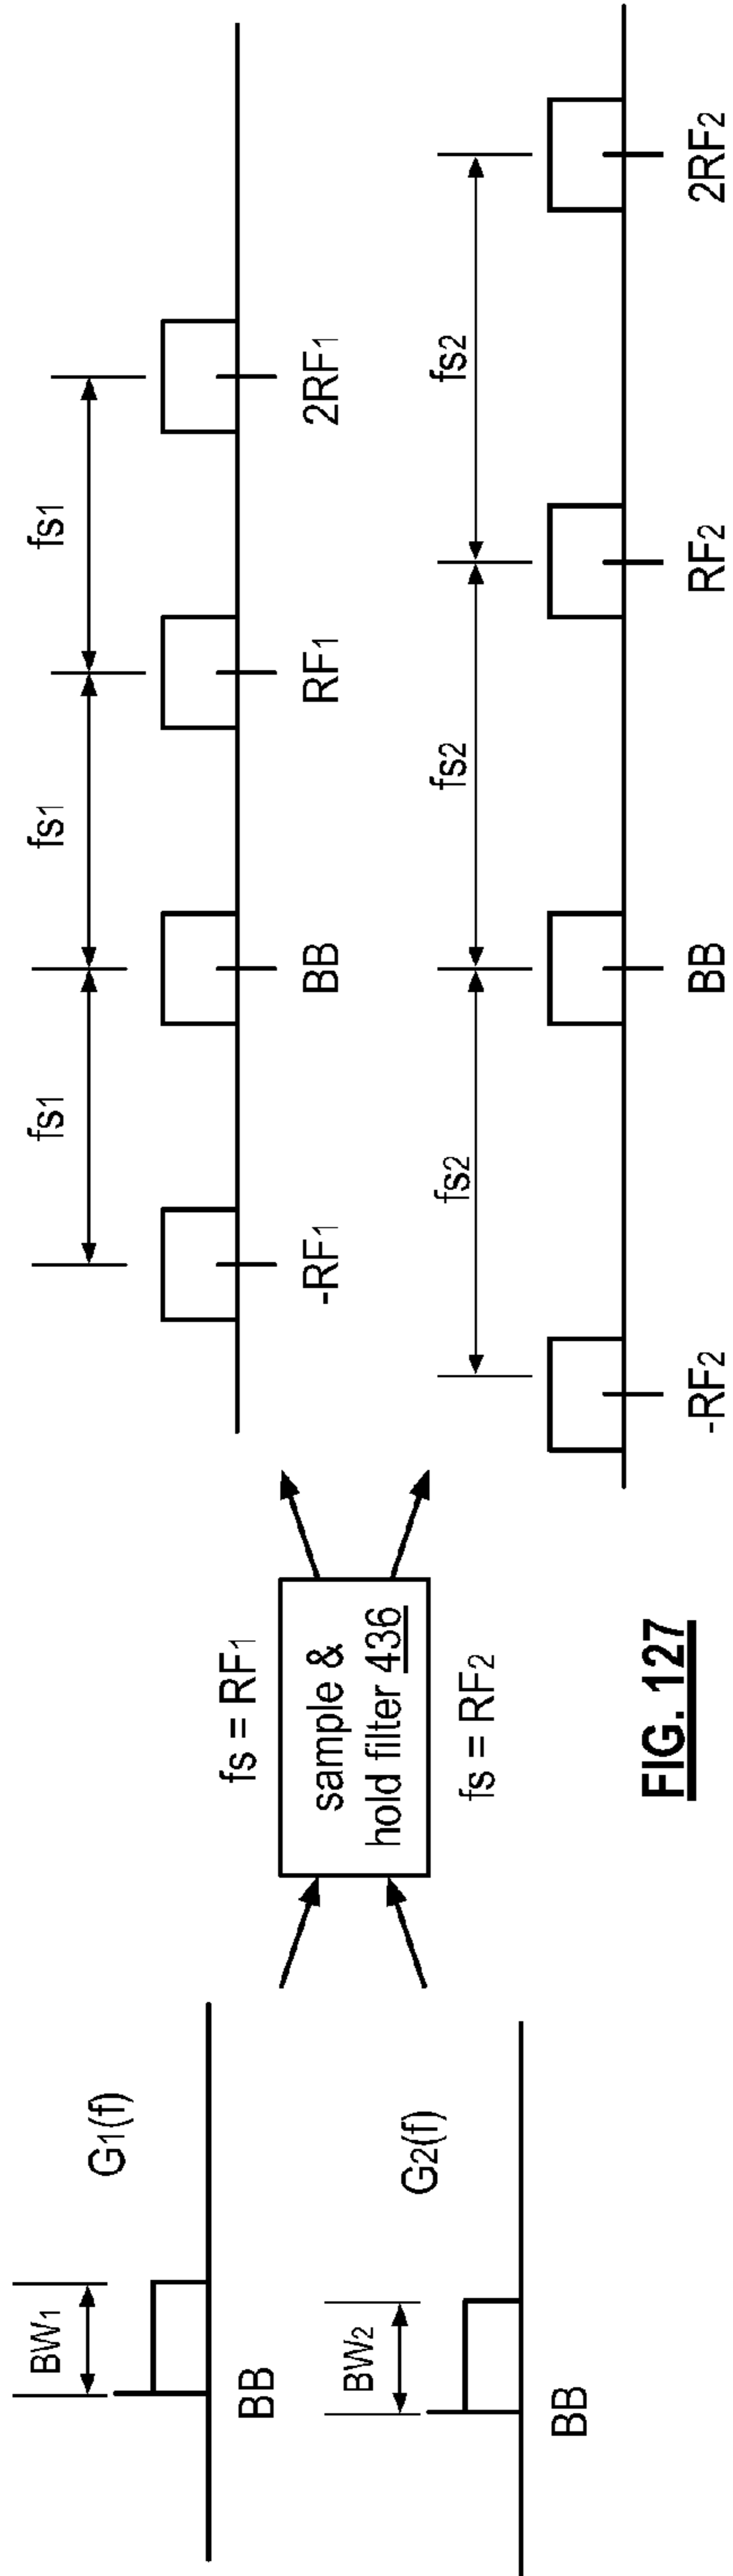 BW1
G1(f)
BB
BW2
G2(f)
BB
fs = RF1
sample &
hold filter 436
fs = RF2
fs1
fs1
fs1
-RF1
BB
RF1
2RF1
fs2
fs2
fs2
-RF2
BB
RF2
2RF2
FIG. 127